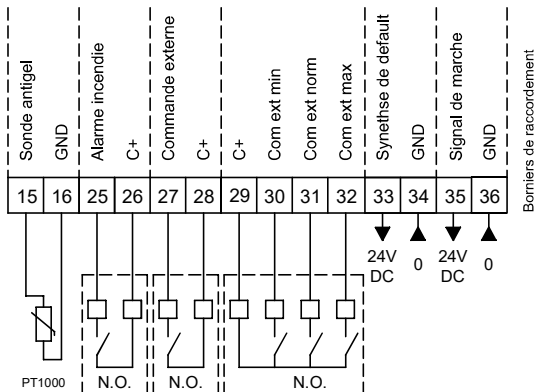 Sonde antigel
GND
Alarme incendie
C+
Commande externe
C+
C+
Com ext min
Com ext norm
Com ext max
Synethse de default
GND
Signal de marche
GND
Borniers de raccordement
15 16 25 26 27 28 29 30 31 32 33 34 35 36
24V DC
0
24V DC
0
PT1000
N.O.
N.O.
N.O.